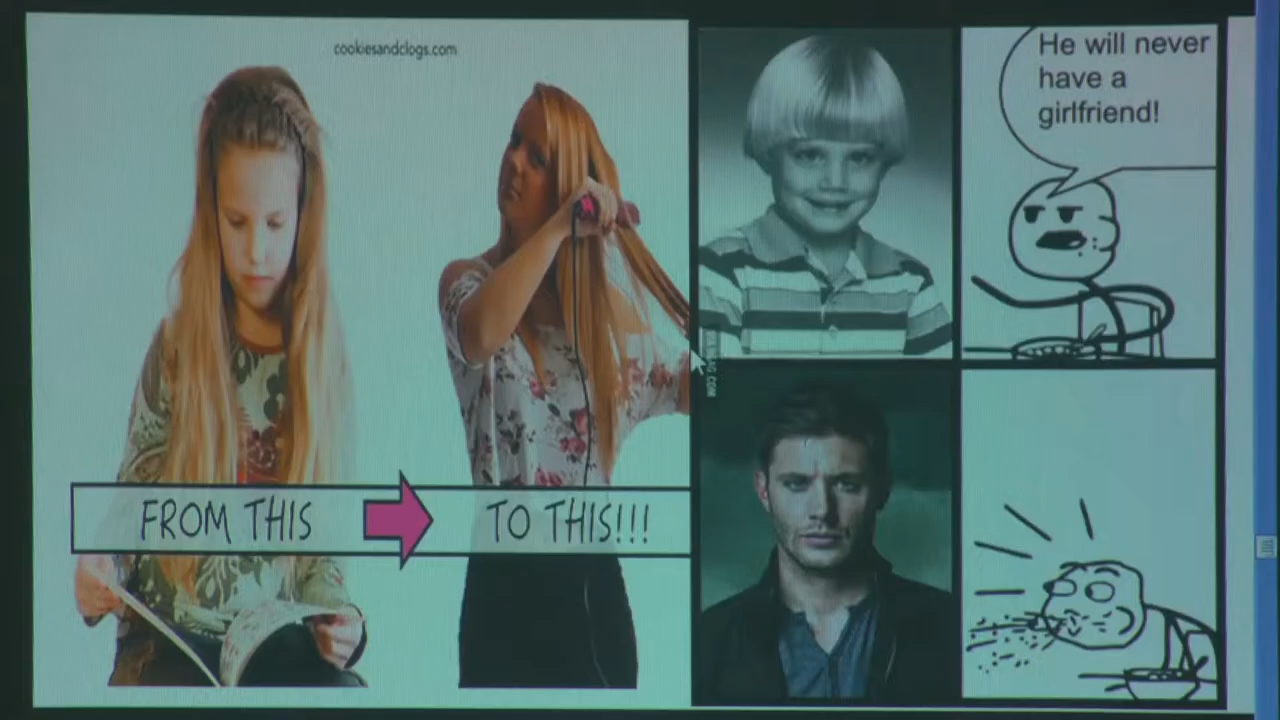 cookiesandclogs.com
FROM THIS
TO THIS!!!
He will never
have a
girlfriend!